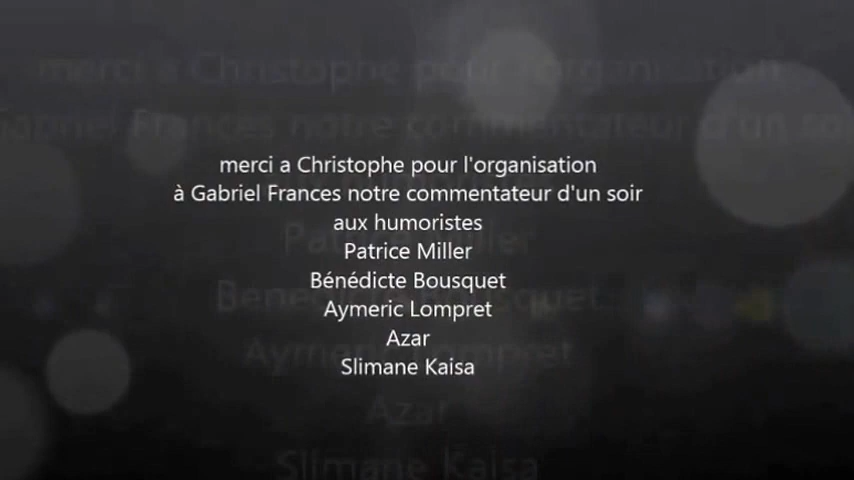 merci a Christophe pour l'organisation
à Gabriel Frances notre commentateur d'un soir
aux humoristes
Patrice Miller
Bénédicte Bousquet
Aymeric Lompret
Azar
Slimane Kaisa